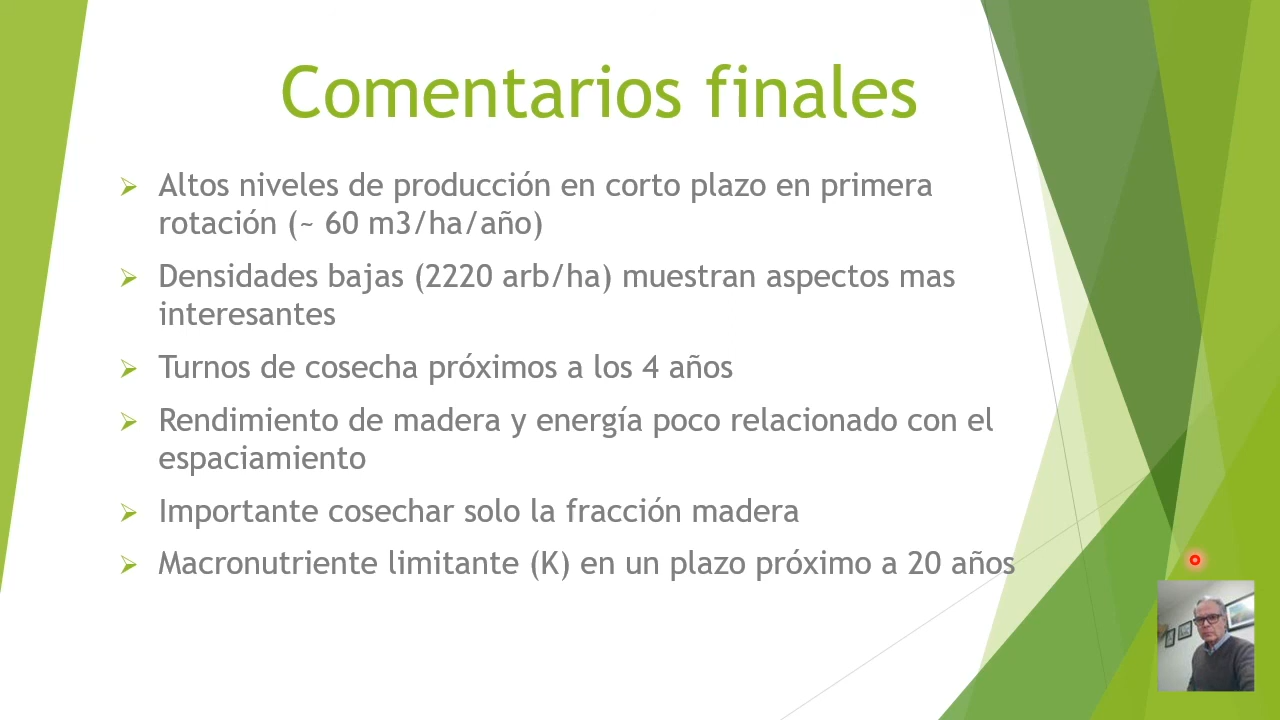 Comentarios finales
Altos niveles de producción en corto plazo en primera
rotación (~ 60 m3/ha/año)
Densidades bajas (2220 arb/ha) muestran aspectos mas
interesantes
Turnos de cosecha próximos a los 4 años
Rendimiento de madera y energía poco relacionado con el
espaciamiento
Importante cosechar solo la fracción madera
Macronutriente limitante (K) en un plazo próximo a 20 años